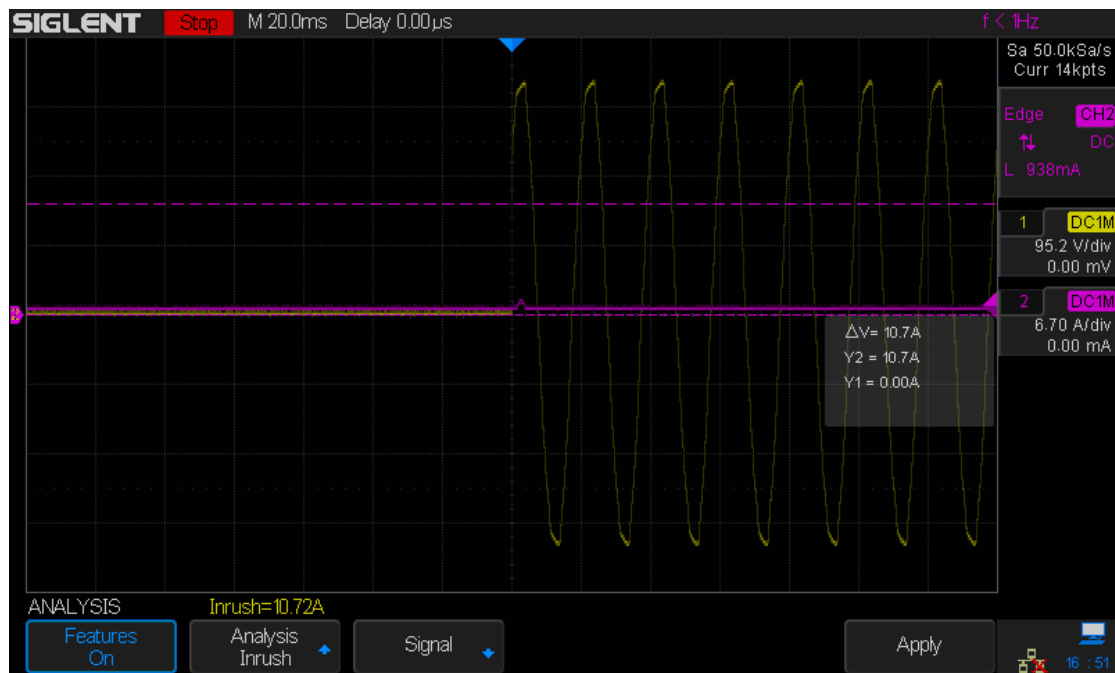 SIGLENT Stop M 20.0ms Delay 0.00µs f < 1Hz
Sa 50.0kSa/s
Curr 14kpts
Edge CH2
DC
L 938mA
1 DC1M
95.2 V/div
0.00 mV
2 DC1M
6.70 A/div
0.00 mA
2
△V= 10.7A
Y2 = 10.7A
Y1 = 0.00A
ANALYSIS Inrush=10.72A
Features
On
Analysis
Inrush
Signal
Apply
16 : 51